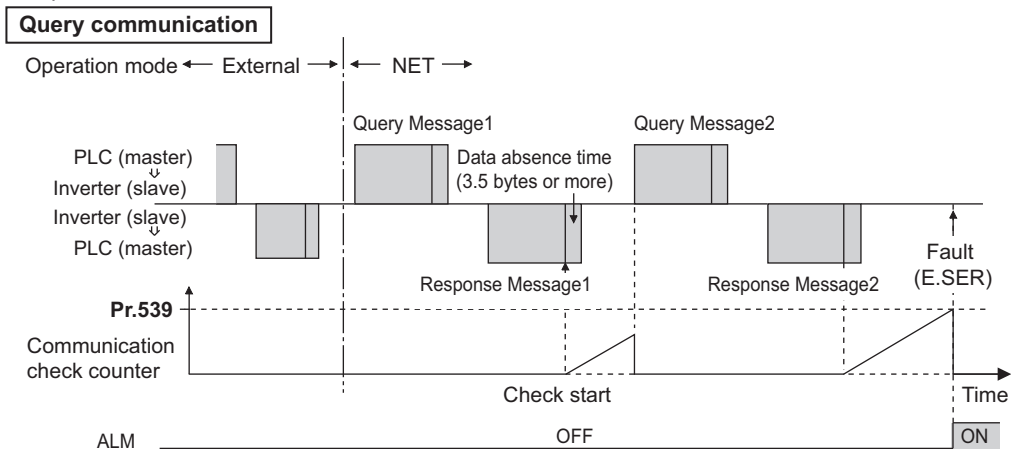 Query communication
Operation mode External NET
Query Message1 Query Message2
PLC (master)
Inverter (slave)
Inverter (slave)
PLC (master)
Data absence time
(3.5 bytes or more)
Response Message1 Response Message2
Fault
(E.SER)
Pr.539
Communication
check counter
Check start
Time
ALM OFF ON